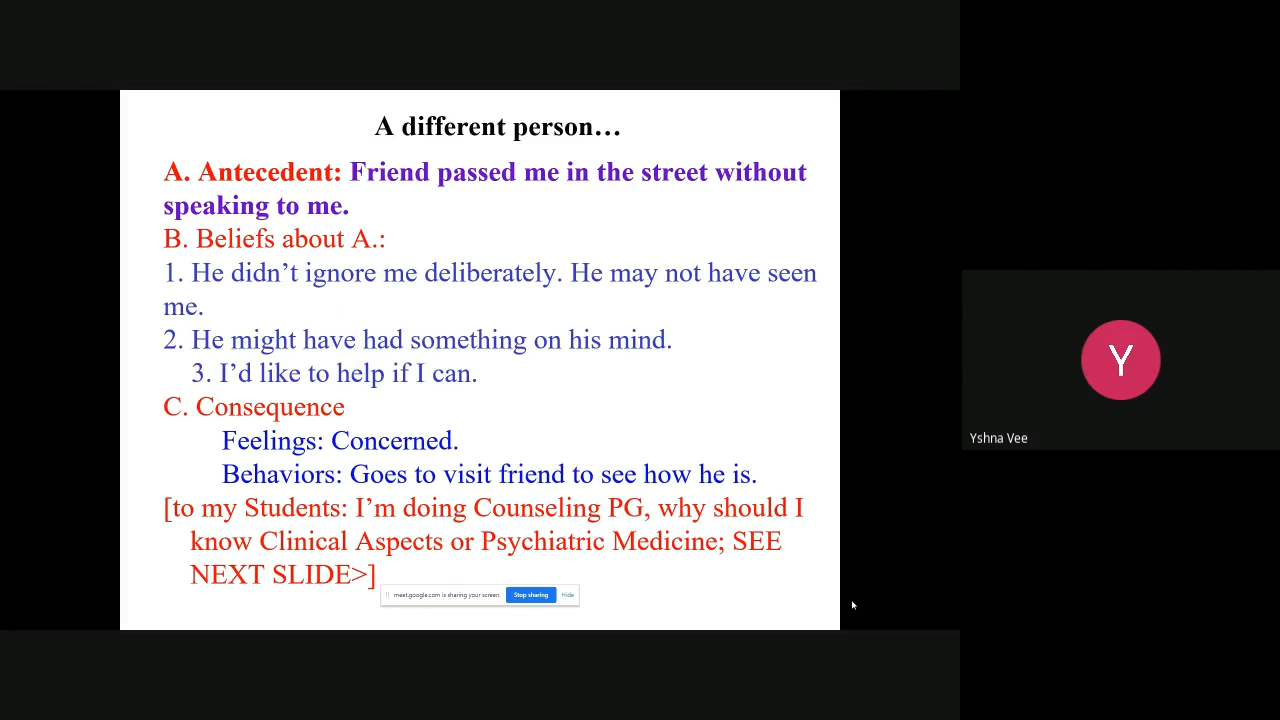 A different person…
A. Antecedent: Friend passed me in the street without
speaking to me.
B. Beliefs about A.:
1. He didn’t ignore me deliberately. He may not have seen
me.
2. He might have had something on his mind.
3. I’d like to help if I can.
C. Consequence
Feelings: Concerned.
Behaviors: Goes to visit friend to see how he is.
[to my Students: I’m doing Counseling PG, why should I
know Clinical Aspects or Psychiatric Medicine; SEE
NEXT SLIDE>]
meet.google.com is sharing your screen. Stop sharing Hide
Y
Yshna Vee